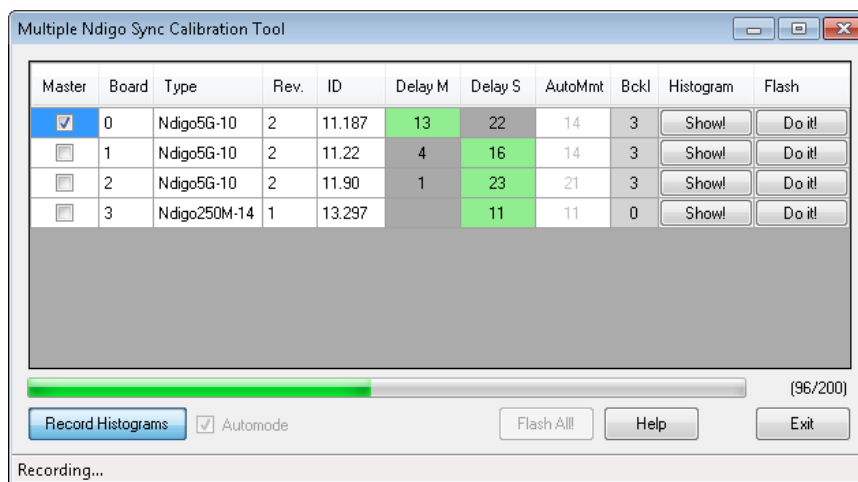 Multiple Ndigo Sync Calibration Tool
Master Board Type Rev. ID Delay M Delay S AutoMmt Bckl Histogram Flash
0 Ndigo5G-10 2 11.187 13 22 14 3 Show! Do it!
1 Ndigo5G-10 2 11.22 4 16 14 3 Show! Do it!
2 Ndigo5G-10 2 11.90 1 23 21 3 Show! Do it!
3 Ndigo250M-14 1 13.297 11 11 0 Show! Do it!
(96/200)
Record Histograms Automode Flash All! Help Exit
Recording...